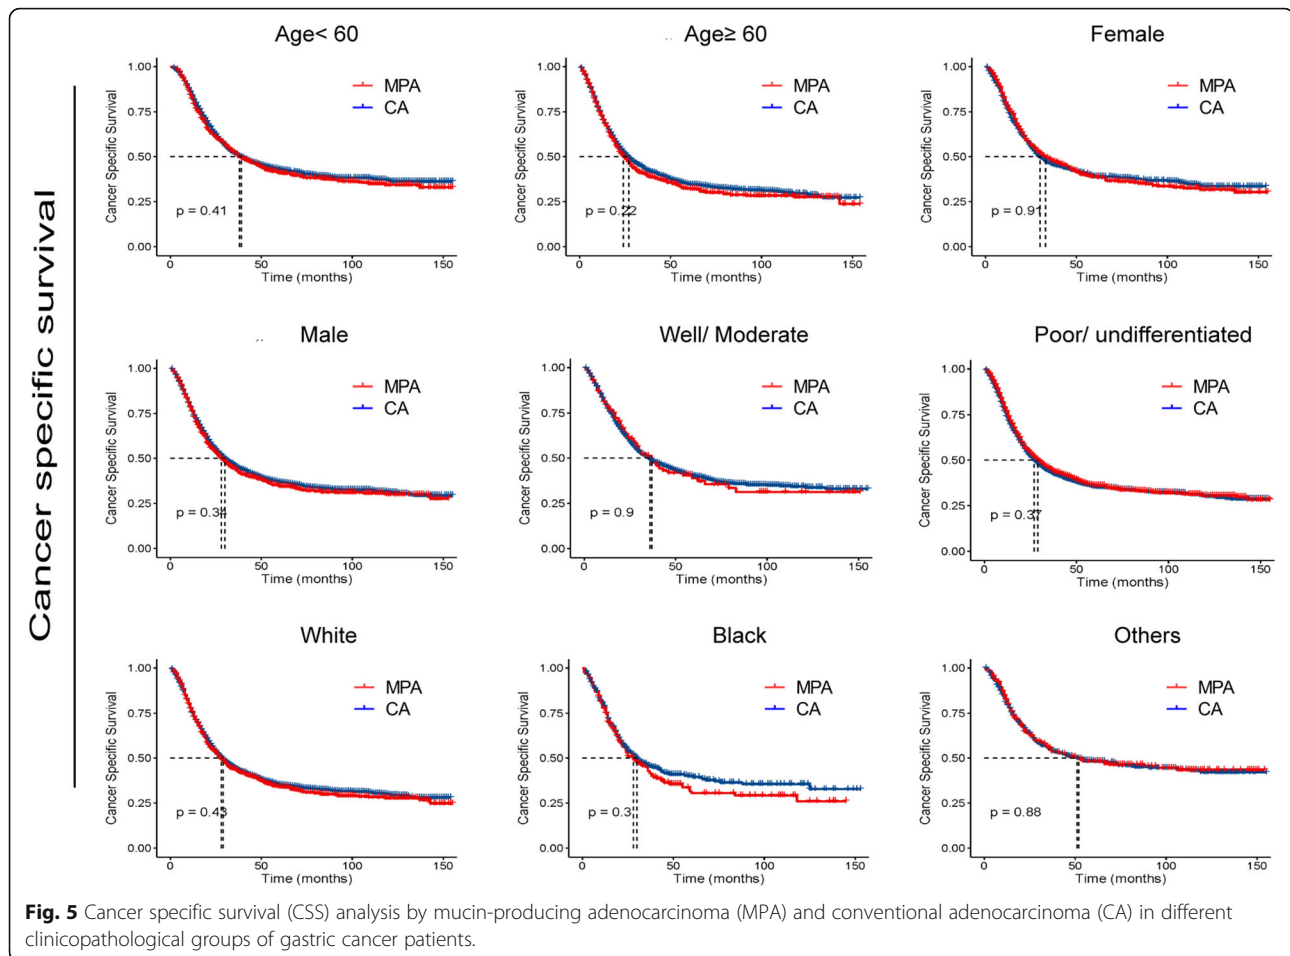 Cancer specific survival
Age< 60
1.00
0.75
0.50
0.25
0.00
Cancer Specific Survival
MPA
CA
p = 0.41
0 50 100 150
Time (months)
Age≥ 60
1.00
0.75
0.50
0.25
0.00
Cancer Specific Survival
MPA
CA
p = 0.22
0 50 100 150
Time (months)
Female
1.00
0.75
0.50
0.25
0.00
Cancer Specific Survival
MPA
CA
p = 0.91
0 50 100 150
Time (months)
Male
1.00
0.75
0.50
0.25
0.00
Cancer Specific Survival
MPA
CA
p = 0.34
0 50 100 150
Time (months)
Well/ Moderate
1.00
0.75
0.50
0.25
0.00
Cancer Specific Survival
MPA
CA
p = 0.9
0 50 100 150
Time (months)
Poor/ undifferentiated
1.00
0.75
0.50
0.25
0.00
Cancer Specific Survival
MPA
CA
p = 0.37
0 50 100 150
Time (months)
White
1.00
0.75
0.50
0.25
0.00
Cancer Specific Survival
MPA
CA
p = 0.43
0 50 100 150
Time (months)
Black
1.00
0.75
0.50
0.25
0.00
Cancer Specific Survival
MPA
CA
p = 0.3
0 50 100 150
Time (months)
Others
1.00
0.75
0.50
0.25
0.00
Cancer Specific Survival
MPA
CA
p = 0.88
0 50 100 150
Time (months)
Fig. 5 Cancer specific survival (CSS) analysis by mucin-producing adenocarcinoma (MPA) and conventional adenocarcinoma (CA) in different
clinicopathological groups of gastric cancer patients.